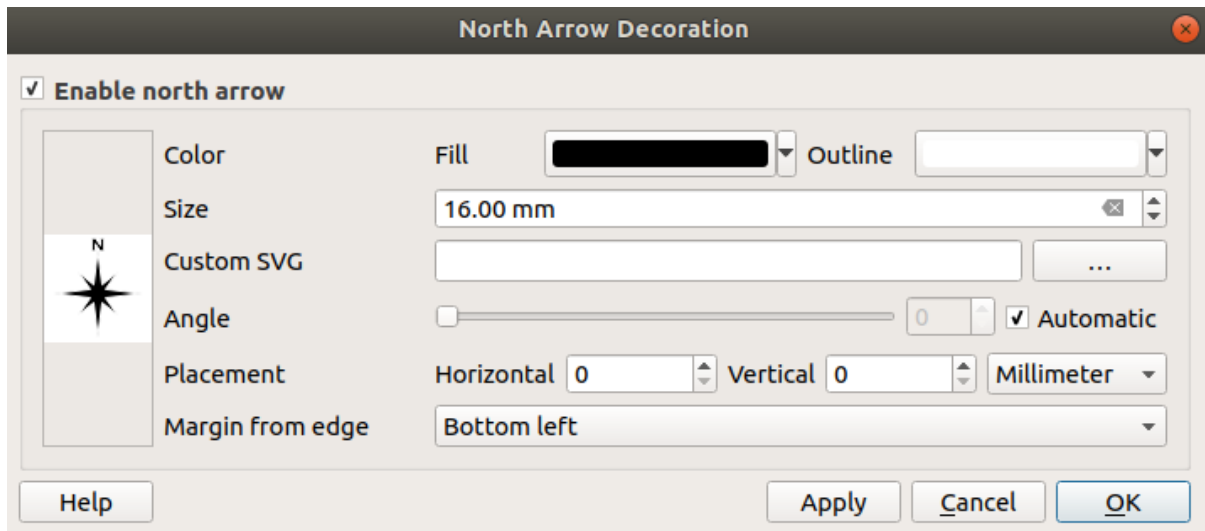 North Arrow Decoration
Enable north arrow
Color Fill Outline
Size 16.00 mm
N
Custom SVG ...
Angle 0 Automatic
Placement Horizontal 0 Vertical 0 Millimeter
Margin from edge Bottom left
Help Apply Cancel OK